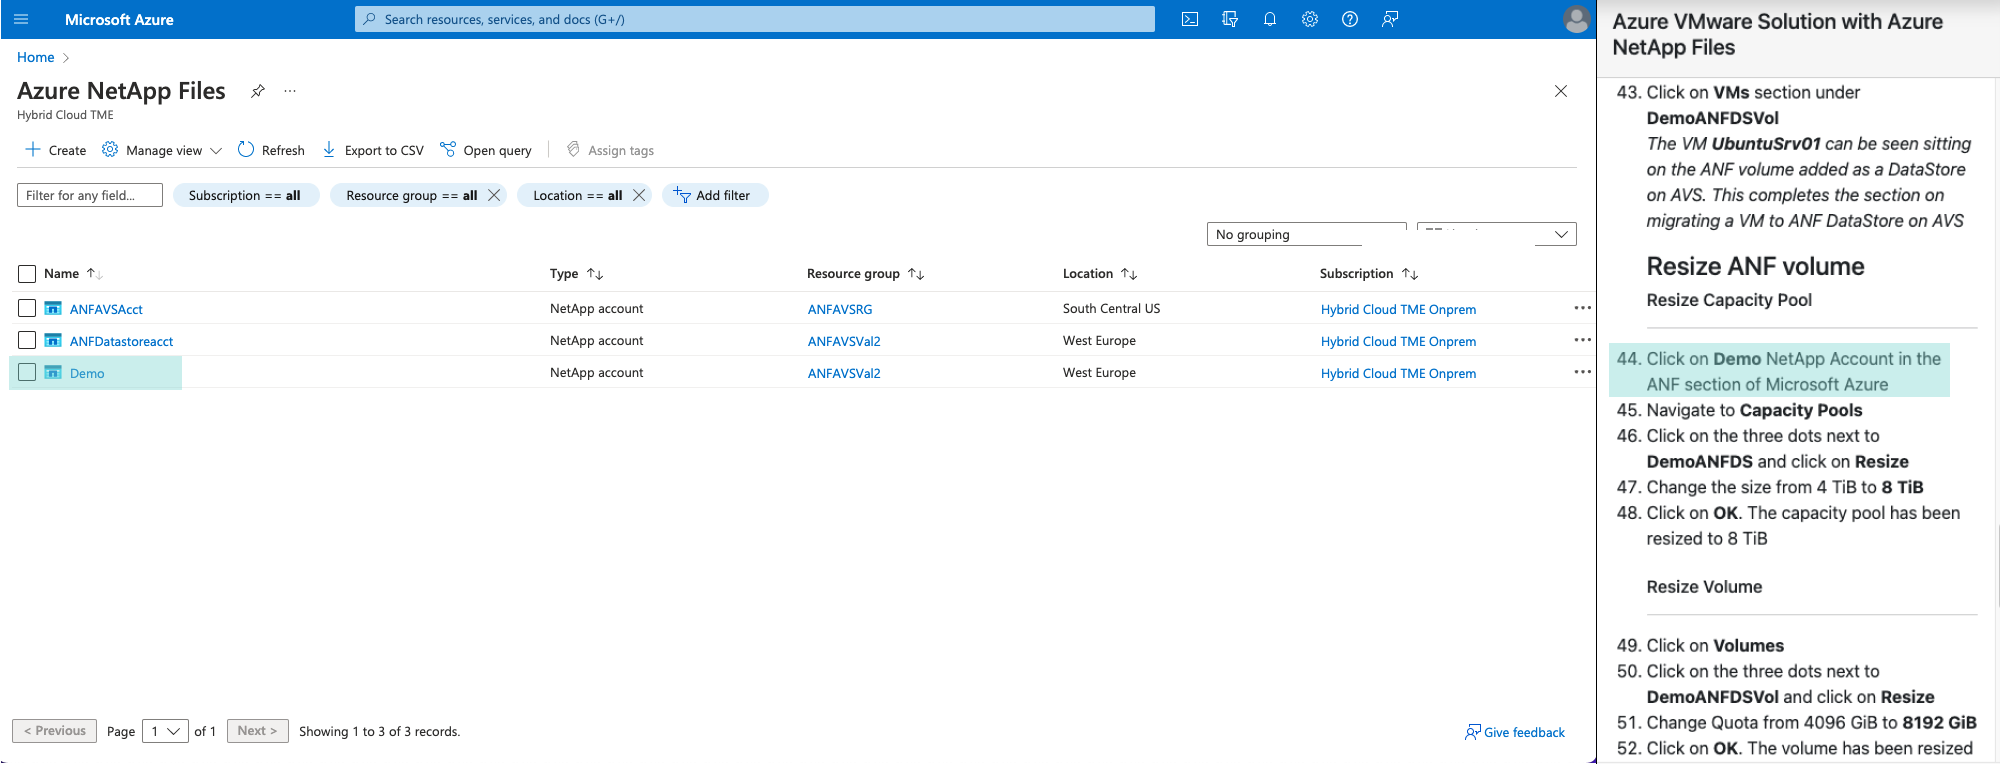 Microsoft Azure
Search resources, services, and docs (G+/)
Home
Azure NetApp Files
Hybrid Cloud TME
Create
Manage view
Refresh
Export to CSV
Open query
Assign tags
Filter for any field...
Subscription == all
Resource group == all
Location == all
Add filter
No grouping
Name
Type
Resource group
Location
Subscription
ANFAVSAcct
NetApp account
ANFAVSRG
South Central US
Hybrid Cloud TME Onprem
ANFDatastoreacct
NetApp account
ANFAVSVal2
West Europe
Hybrid Cloud TME Onprem
Demo
NetApp account
ANFAVSVal2
West Europe
Hybrid Cloud TME Onprem
< Previous
Page
1
of 1
Next >
Showing 1 to 3 of 3 records.
Give feedback
Azure VMware Solution with Azure
NetApp Files
43. Click on VMs section under
DemoANFDSVol
The VM UbuntuSrv01 can be seen sitting
on the ANF volume added as a DataStore
on AVS. This completes the section on
migrating a VM to ANF DataStore on AVS
Resize ANF volume
Resize Capacity Pool
44. Click on Demo NetApp Account in the
ANF section of Microsoft Azure
45. Navigate to Capacity Pools
46. Click on the three dots next to
DemoANFDS and click on Resize
47. Change the size from 4 TiB to 8 TiB
48. Click on OK. The capacity pool has been
resized to 8 TiB
Resize Volume
49. Click on Volumes
50. Click on the three dots next to
DemoANFDSVol and click on Resize
51. Change Quota from 4096 GiB to 8192 GiB
52. Click on OK. The volume has been resized